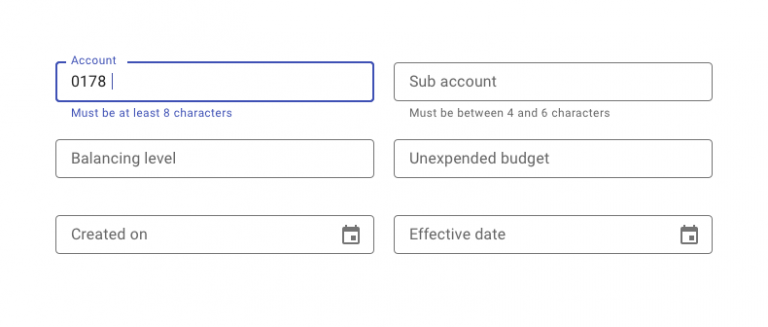 Account
0178
Must be at least 8 characters
Sub account
Must be between 4 and 6 characters
Balancing level
Unexpended budget
Created on
Effective date